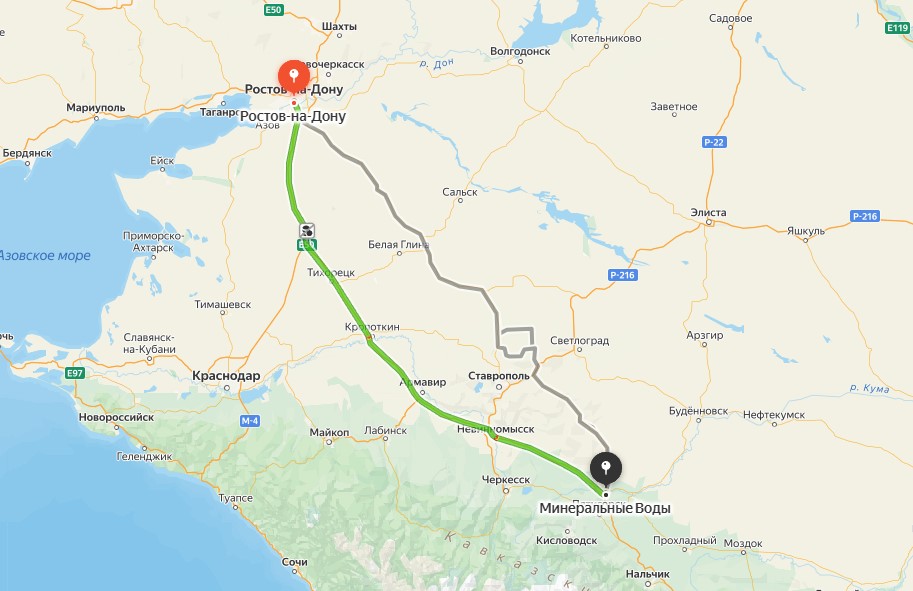 E50
Шахты
Садовое
E119
Котельниково
Волгодонск
р. Дон
Новочеркасск
Ростов-на-Дону
Мариуполь
Таганрог
Ростов-на-Дону
Азов
Заветное
Р-22
Бердянск
Ейск
Сальск
Элиста
Р-216
Яшкуль
Приморско-
Ахтарск
Белая Глина
Азовское море
Тихорецк
Р-216
Тимашевск
Кропоткин
Славянск-
на-Кубани
Светлоград
Арзгир
E97
Краснодар
Ставрополь
Армавир
р. Кума
Новороссийск
М-4
Будённовск
Нефтекумск
Майкоп
Лабинск
Невинномысск
Геленджик
Черкесск
Туапсе
Минеральные Воды
Кисловодск
Прохладный
Моздок
Сочи
Нальчик